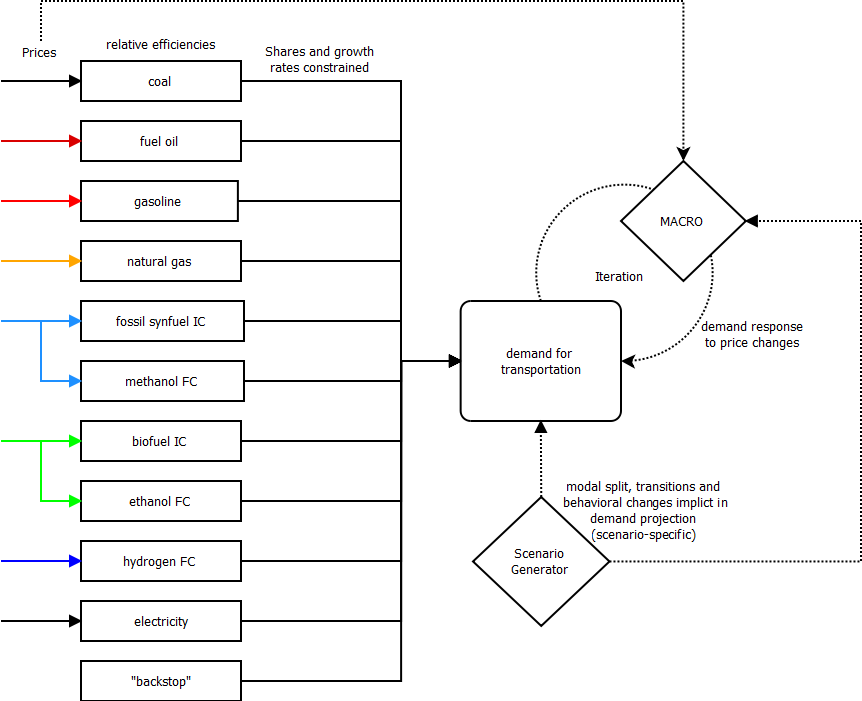 Prices
relative efficiencies
Shares and growth
rates constrained
coal
fuel oil
gasoline
natural gas
fossil synfuel IC
methanol FC
biofuel IC
ethanol FC
hydrogen FC
electricity
"backstop"
MACRO
Iteration
demand response
to price changes
demand for
transportation
modal split, transitions and
behavioral changes implict in
demand projection
(scenario-specific)
Scenario
Generator